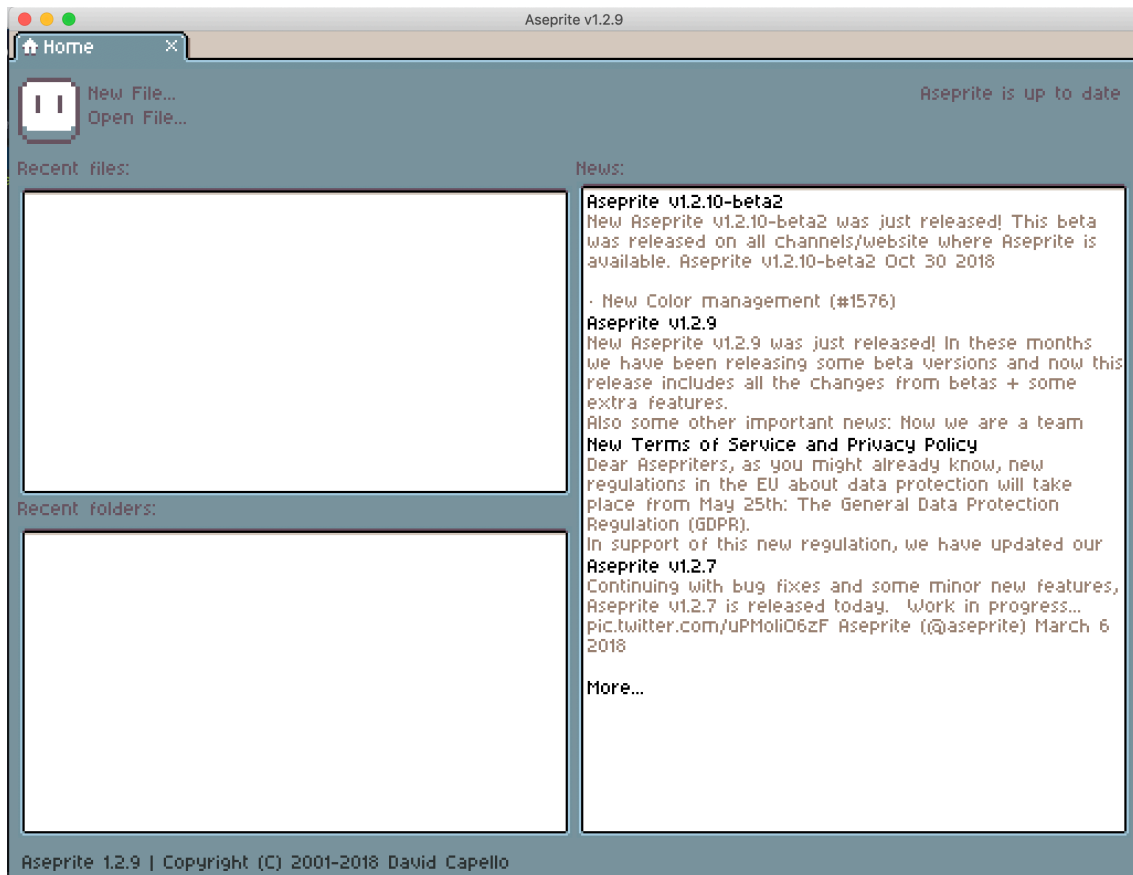 Aseprite v1.2.9
Home
New File...
Open File...
Aseprite is up to date
Recent files:
Recent folders:
News:
Aseprite v1.2.10-beta2
New Aseprite v1.2.10-beta2 was just released! This beta
was released on all channels/website where Aseprite is
available. Aseprite v1.2.10-beta2 Oct 30 2018
· New Color management (#1576)
Aseprite v1.2.9
New Aseprite v1.2.9 was just released! In these months
we have been releasing some beta versions and now this
release includes all the changes from betas + some
extra features.
Also some other important news: Now we are a team
New Terms of Service and Privacy Policy
Dear Asepriters, as you might already know, new
regulations in the EU about data protection will take
place from May 25th: The General Data Protection
Regulation (GDPR).
In support of this new regulation, we have updated our
Aseprite v1.2.7
Continuing with bug fixes and some minor new features,
Aseprite v1.2.7 is released today.  Work in progress...
pic.twitter.com/uPMoliO6zF Aseprite (@aseprite) March 6
2018
More...
Aseprite 1.2.9 | Copyright (C) 2001-2018 David Capello